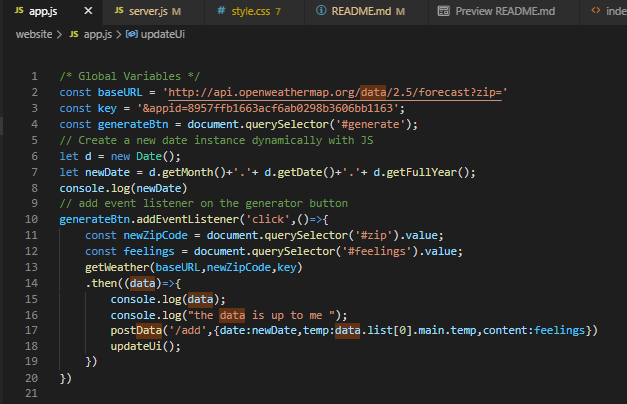 JS app.js × JS server.js M # style.css 7 README.md M Preview README.md <> inde
website > JS app.js > updateUi
1 /* Global Variables */
2 const baseURL = 'http://api.openweathermap.org/data/2.5/forecast?zip='
3 const key = '&appid=8957ffb1663acf6ab0298b3606bb1163';
4 const generateBtn = document.querySelector('#generate');
5 // Create a new date instance dynamically with JS
6 let d = new Date();
7 let newDate = d.getMonth()+'.'+ d.getDate()+'.'+ d.getFullYear();
8 console.log(newDate)
9 // add event listener on the generator button
10 generateBtn.addEventListener('click',()=>{
11 const newZipCode = document.querySelector('#zip').value;
12 const feelings = document.querySelector('#feelings').value;
13 getWeather(baseURL,newZipCode,key)
14 .then((data)=>{
15 console.log(data);
16 console.log("the data is up to me ");
17 postData('/add',{date:newDate,temp:data.list[0].main.temp,content:feelings})
18 updateUi();
19 })
20 })
21